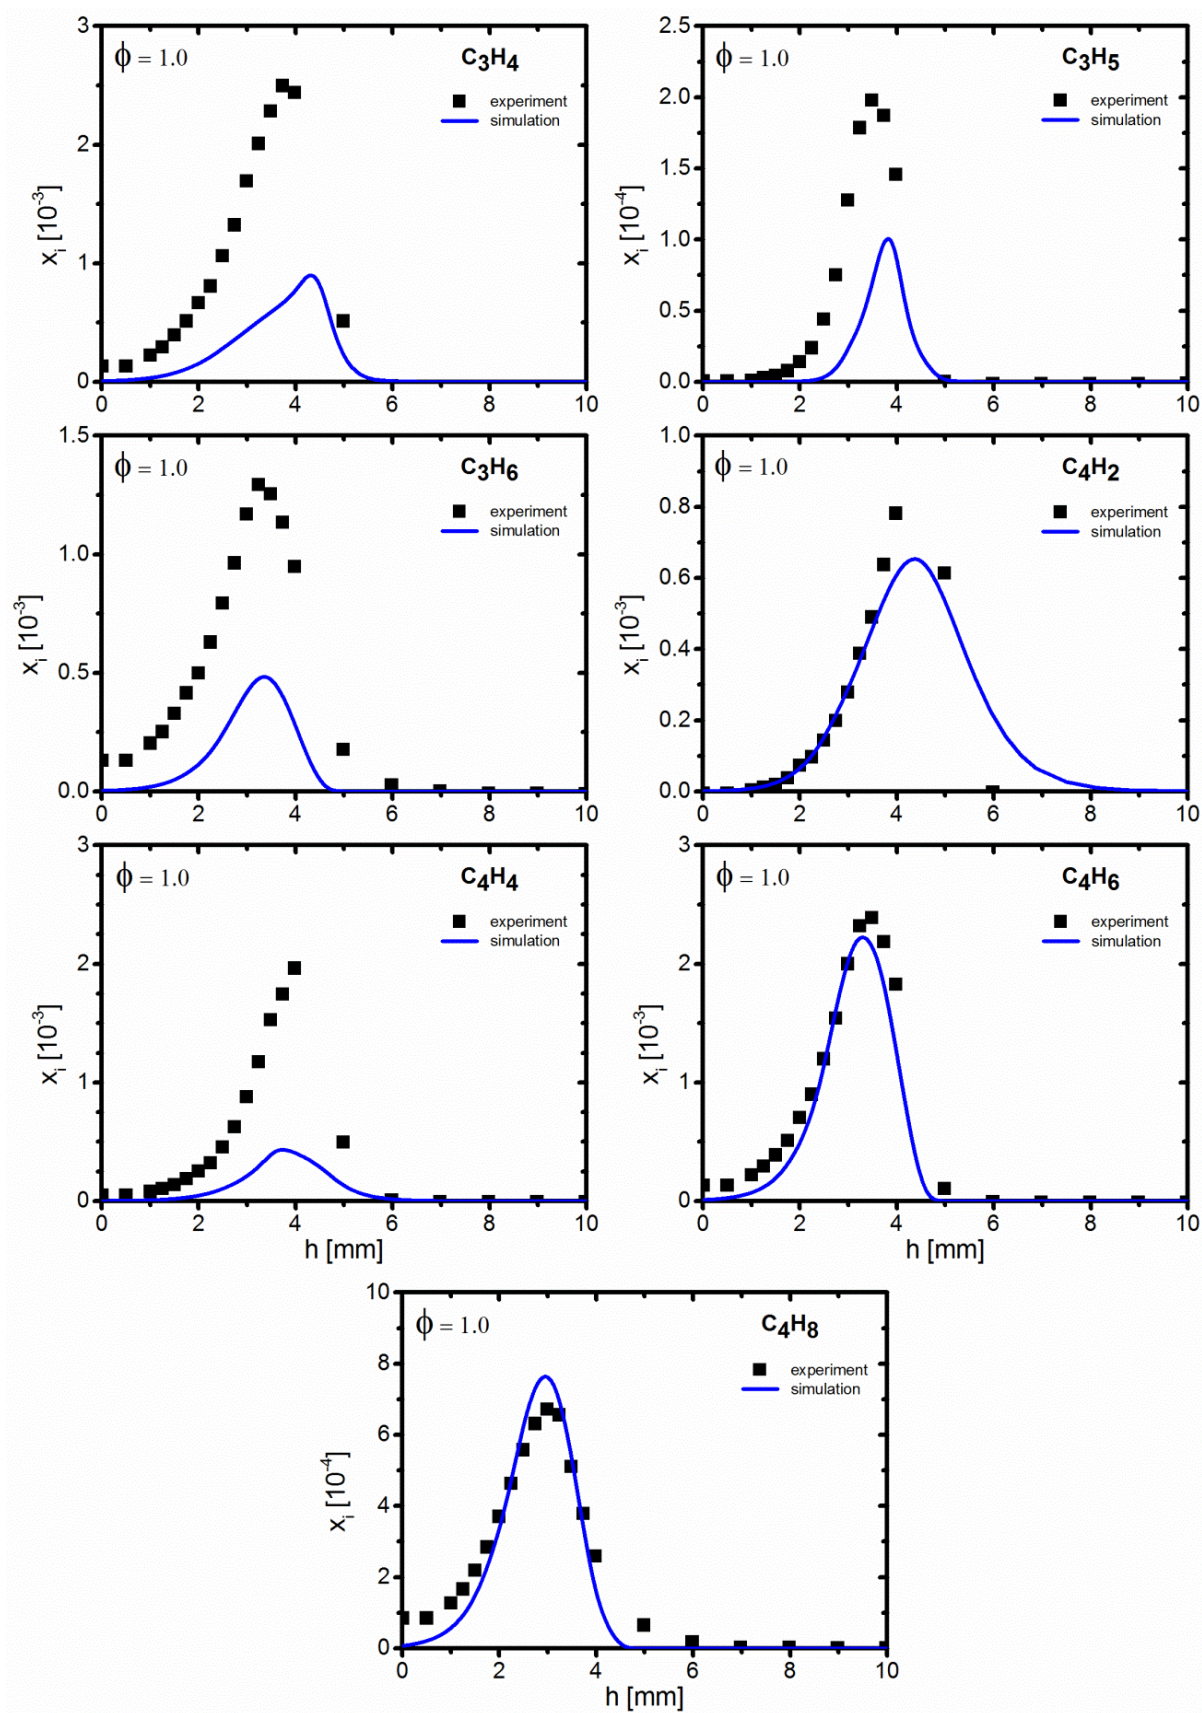 ϕ = 1.0 C3H4
experiment
simulation
3
2
1
0
xi [10-3]
0 2 4 6 8 10
ϕ = 1.0 C3H5
experiment
simulation
2.5
2.0
1.5
1.0
0.5
0.0
xi [10-4]
0 2 4 6 8 10
ϕ = 1.0 C3H6
experiment
simulation
1.5
1.0
0.5
0.0
xi [10-3]
0 2 4 6 8 10
ϕ = 1.0 C4H2
experiment
simulation
1.0
0.8
0.6
0.4
0.2
0.0
xi [10-3]
0 2 4 6 8 10
ϕ = 1.0 C4H4
experiment
simulation
3
2
1
0
xi [10-3]
0 2 4 6 8 10
h [mm]
ϕ = 1.0 C4H6
experiment
simulation
3
2
1
0
xi [10-3]
0 2 4 6 8 10
h [mm]
ϕ = 1.0 C4H8
experiment
simulation
10
8
6
4
2
0
xi [10-4]
0 2 4 6 8 10
h [mm]